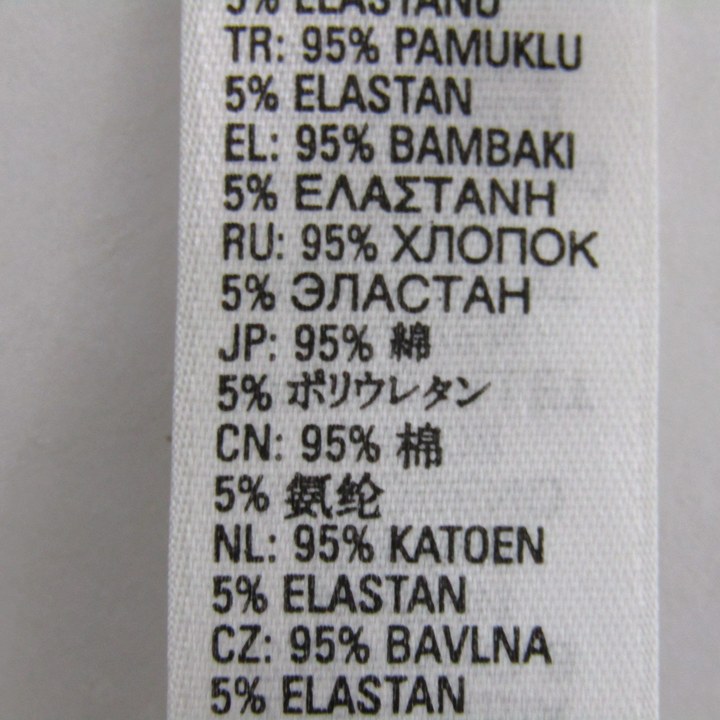 5% ELASTANO
TR: 95% PAMUKLU
5% ELASTAN
EL: 95% BAMBAKI
5% ΕΛΑΣΤΑΝΗ
RU: 95% ХЛОПОК
5% ЭЛАСТАН
JP: 95% 綿
5% ポリウレタン
CN: 95% 棉
5% 氨纶
NL: 95% KATOEN
5% ELASTAN
CZ: 95% BAVLNA
5% ELASTAN